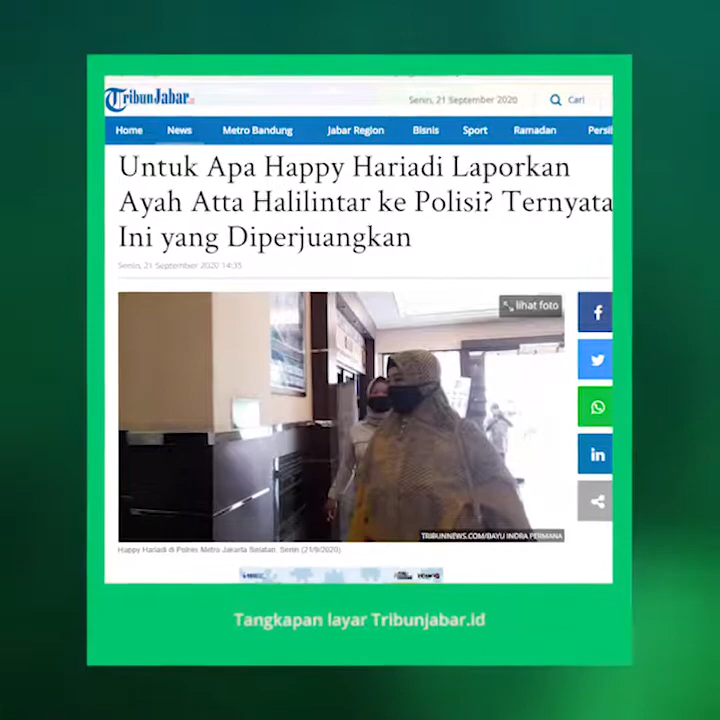 TribunJabar.id
Senin, 21 September 2020
Cari
Home News Metro Bandung Jabar Region Bisnis Sport Ramadan Persib
Untuk Apa Happy Hariadi Laporkan
Ayah Atta Halilintar ke Polisi? Ternyata
Ini yang Diperjuangkan
Senin, 21 September 2020 14:35
lihat foto
TRIBUNNEWS.COM/BAYU INDRA PERMANA
Happy Hariadi di Polres Metro Jakarta Selatan, Senin (21/9/2020)
Tangkapan layar Tribunjabar.id